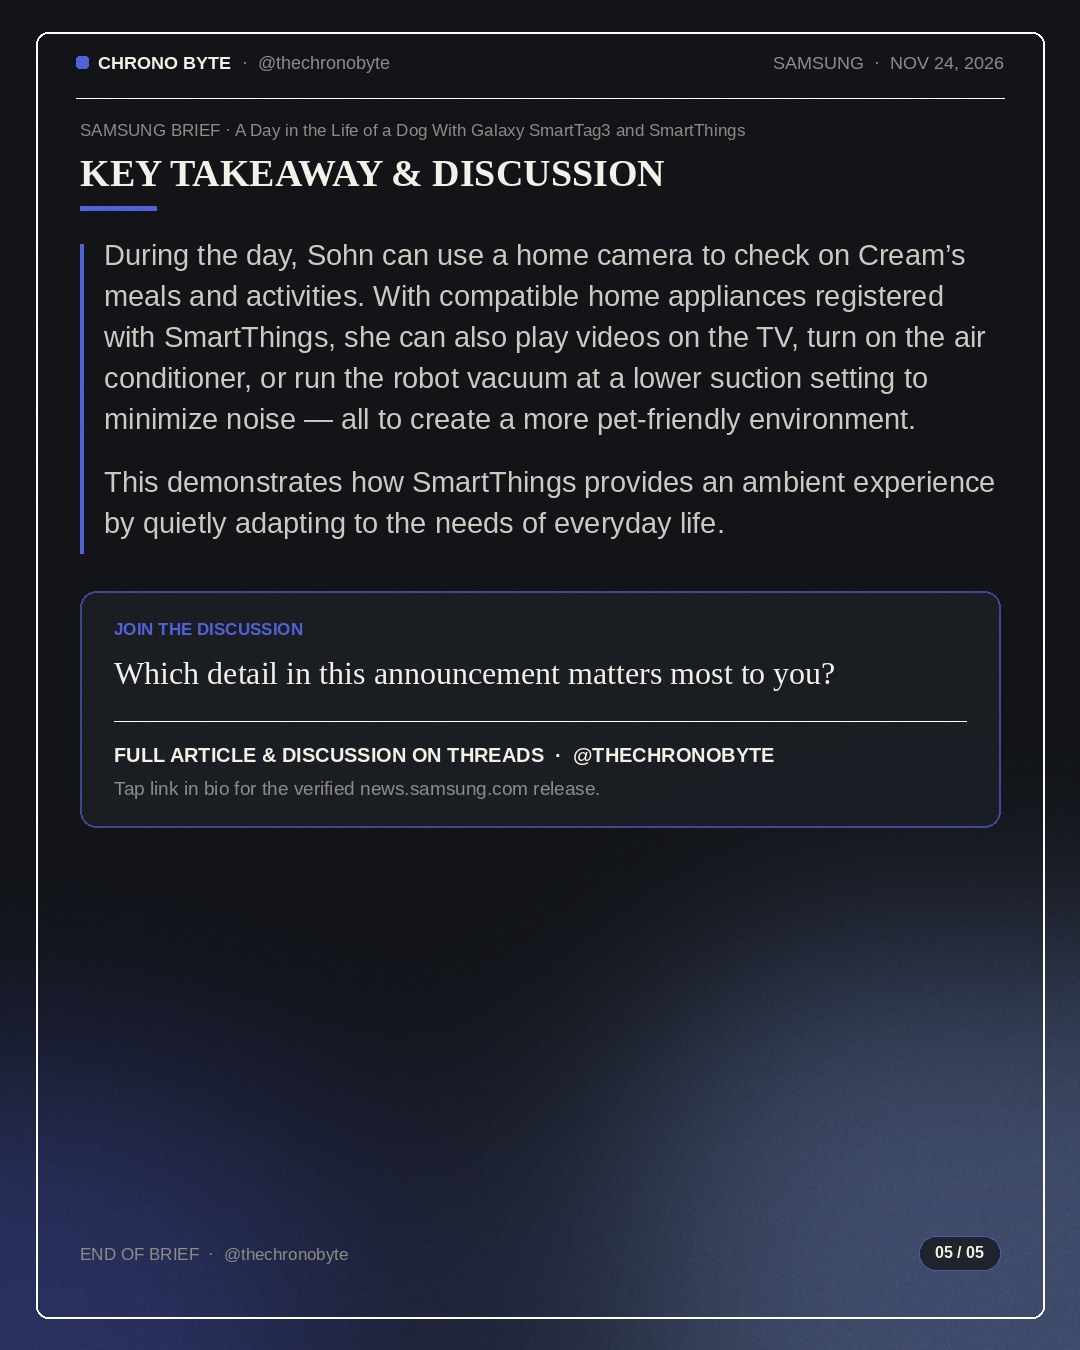 CHRONO BYTE · @thechronobyte
SAMSUNG · NOV 24, 2026
SAMSUNG BRIEF · A Day in the Life of a Dog With Galaxy SmartTag3 and SmartThings
KEY TAKEAWAY & DISCUSSION
During the day, Sohn can use a home camera to check on Cream’s
meals and activities. With compatible home appliances registered
with SmartThings, she can also play videos on the TV, turn on the air
conditioner, or run the robot vacuum at a lower suction setting to
minimize noise — all to create a more pet-friendly environment.
This demonstrates how SmartThings provides an ambient experience
by quietly adapting to the needs of everyday life.
JOIN THE DISCUSSION
Which detail in this announcement matters most to you?
FULL ARTICLE & DISCUSSION ON THREADS · @THECHRONOBYTE
Tap link in bio for the verified news.samsung.com release.
END OF BRIEF · @thechronobyte
05 / 05